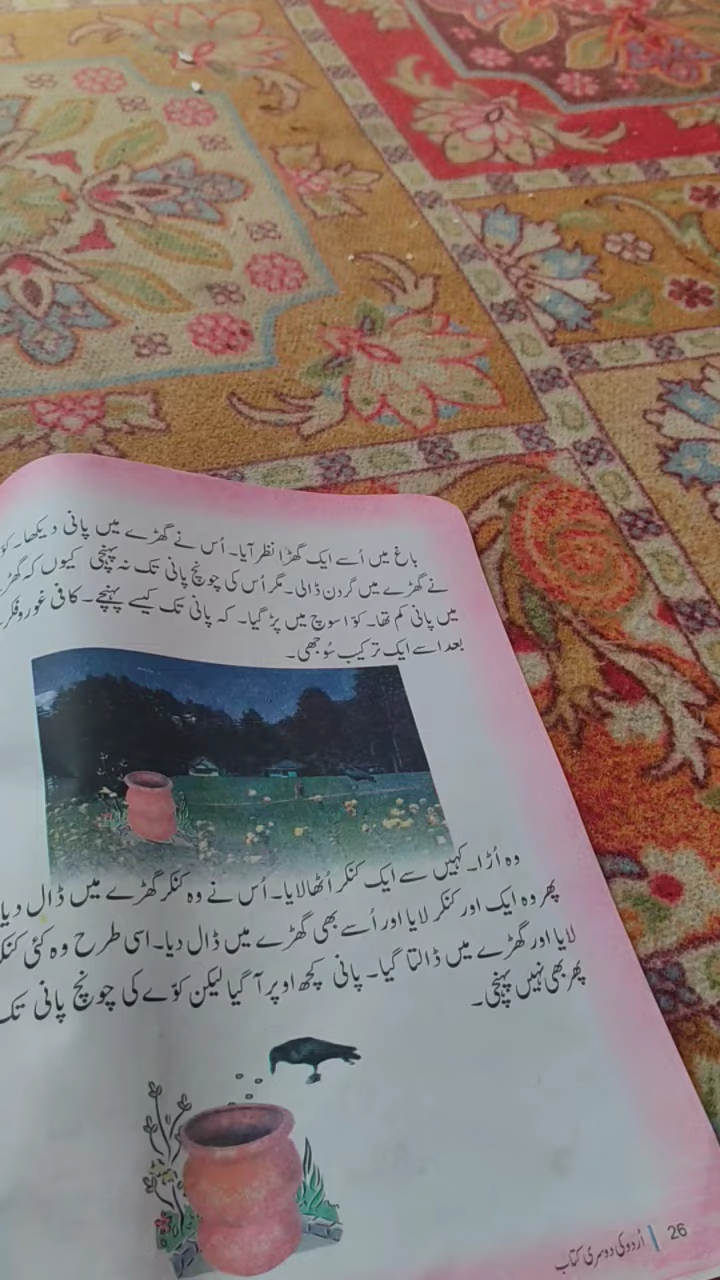 باغ میں اُسے ایک گھڑا نظر آیا۔ اُس نے گھڑے میں پانی دیکھا۔
نے گھڑے میں گردن ڈالی۔ مگر اُس کی چونچ پانی تک نہ پہنچی کیوں کہ
میں پانی کم تھا۔ کوّا سوچ میں پڑ گیا۔ کہ پانی تک کیسے پہنچے۔ کافی غور و فکر
بعد اسے ایک ترکیب سُوجھی۔
وہ اُڑا۔ کہیں سے ایک کنکر اُٹھا لایا۔ اُس نے وہ کنکر گھڑے میں ڈال دیا
پھر وہ ایک اور کنکر لایا اور اُسے بھی گھڑے میں ڈال دیا۔ اسی طرح وہ کئی کنکر
لایا اور گھڑے میں ڈالتا گیا۔ پانی کچھ اوپر آ گیا لیکن کوّے کی چونچ پانی تک
پھر بھی نہیں پہنچی۔
26 | اُردو کی دوسری کتاب